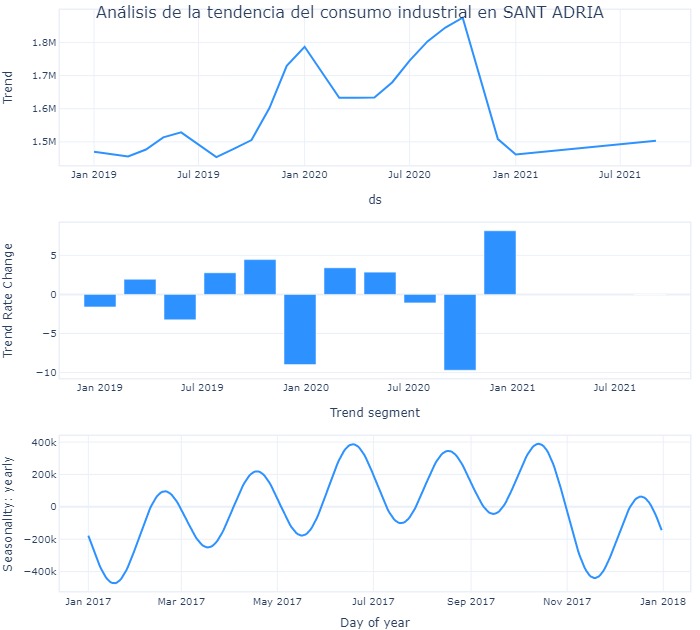 Análisis de la tendencia del consumo industrial en SANT ADRIA
Trend
1.8M
1.7M
1.6M
1.5M
Jan 2019 Jul 2019 Jan 2020 Jul 2020 Jan 2021 Jul 2021
ds
Trend Rate Change
5
0
−5
−10
Jan 2019 Jul 2019 Jan 2020 Jul 2020 Jan 2021 Jul 2021
Trend segment
Seasonality: yearly
400k
200k
0
−200k
−400k
Jan 2017 Mar 2017 May 2017 Jul 2017 Sep 2017 Nov 2017 Jan 2018
Day of year